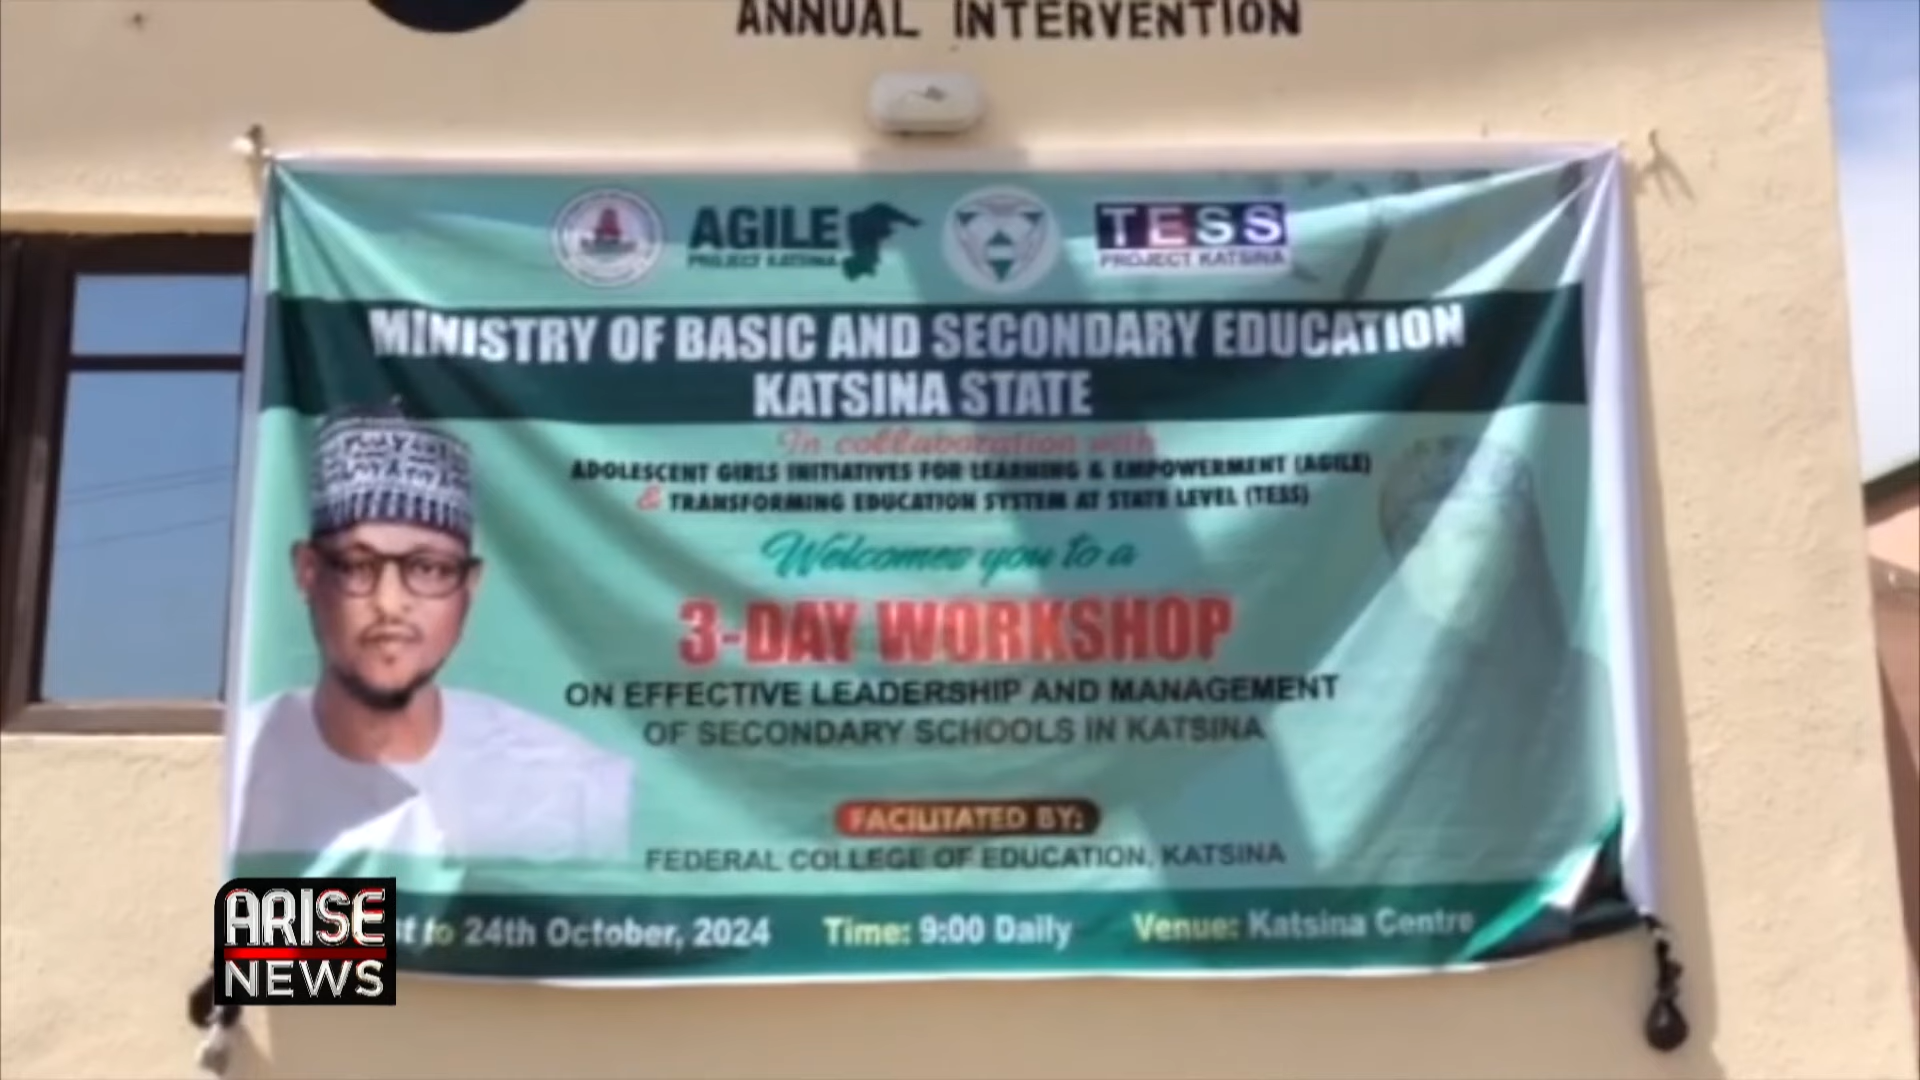 ANNUAL INTERVENTION
AGILE
PROJECT KATSINA
TESS
PROJECT KATSINA
MINISTRY OF BASIC AND SECONDARY EDUCATION
KATSINA STATE
In collaboration with
ADOLESCENT GIRLS INITIATIVES FOR LEARNING & EMPOWERMENT (AGILE)
& TRANSFORMING EDUCATION SYSTEM AT STATE LEVEL (TESS)
Welcomes you to a
3-DAY WORKSHOP
ON EFFECTIVE LEADERSHIP AND MANAGEMENT
OF SECONDARY SCHOOLS IN KATSINA
FACILITATED BY:
FEDERAL COLLEGE OF EDUCATION, KATSINA
st to 24th October, 2024 Time: 9:00 Daily Venue: Katsina Centre
ARISE
NEWS